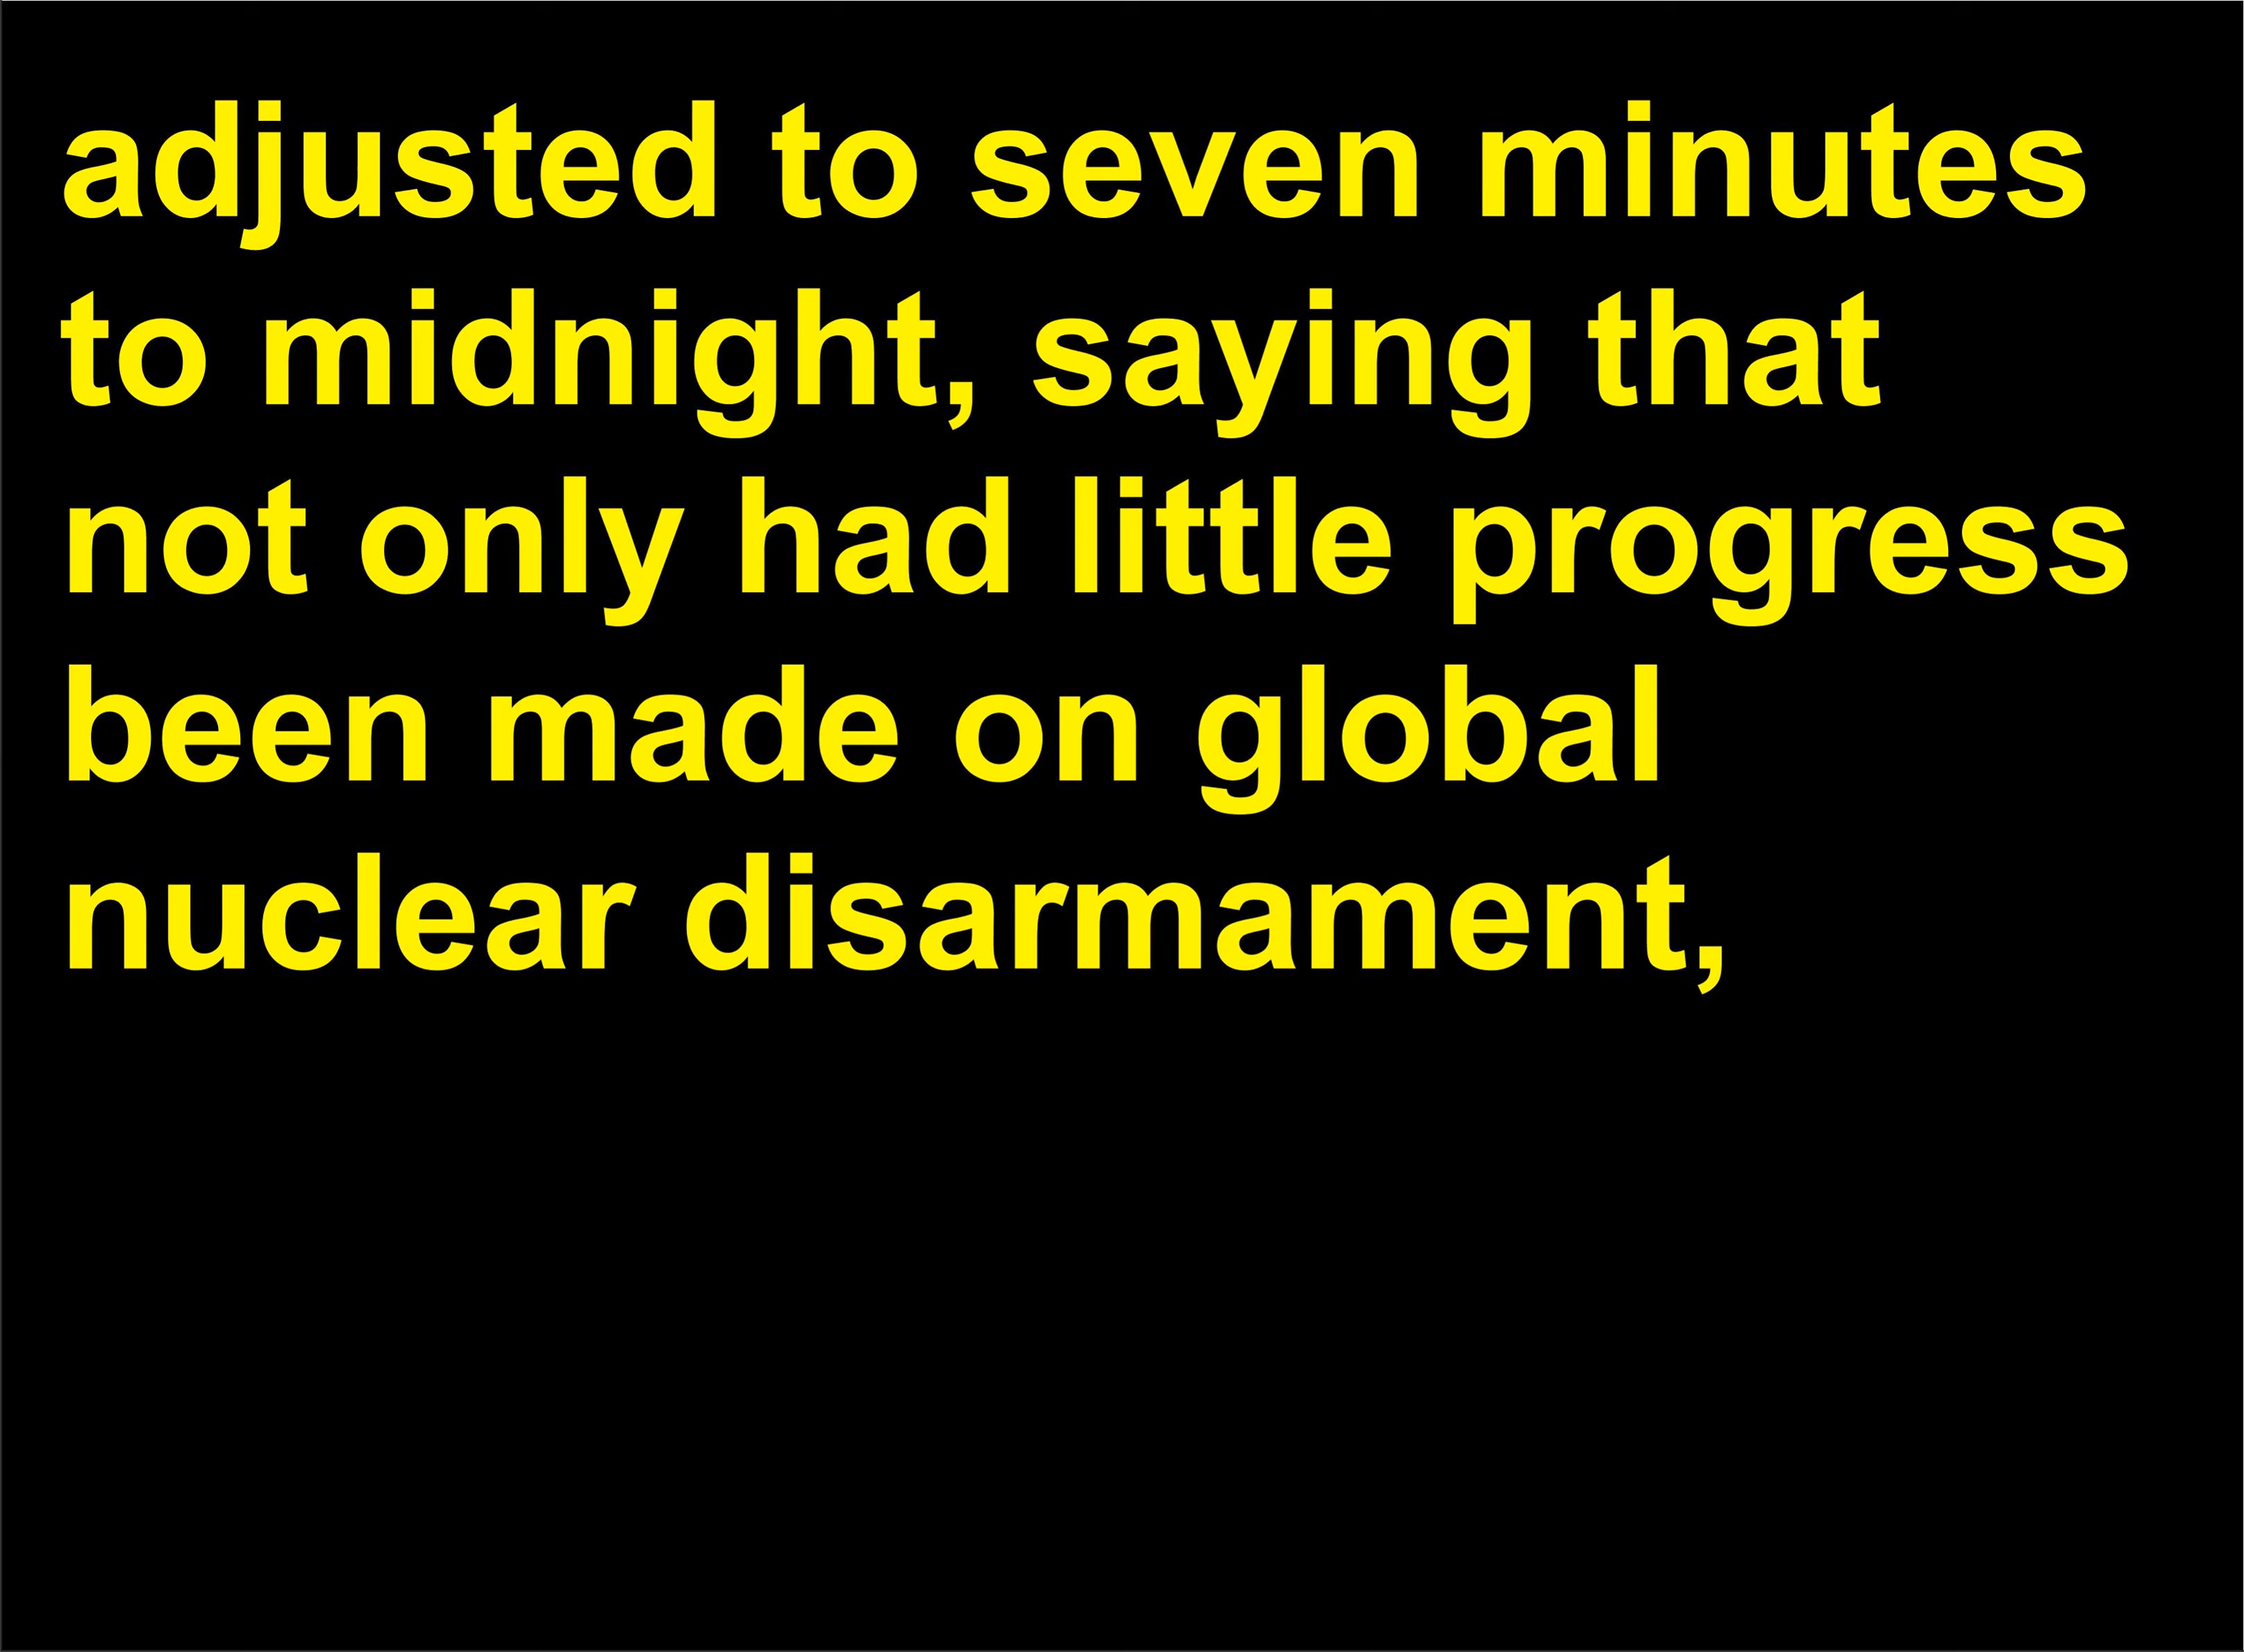 adjusted to seven minutes
to midnight, saying that
not only had little progress
been made on global
nuclear disarmament,